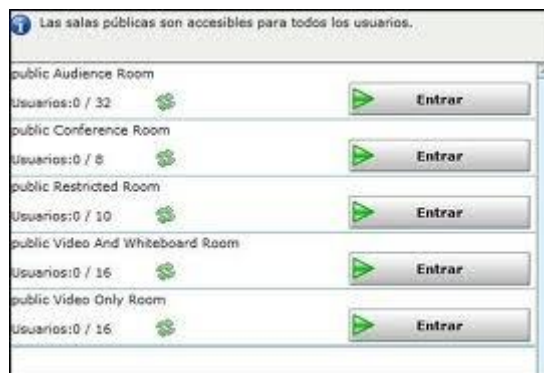 Las salas públicas son accesibles para todos los usuarios.
public Audience Room
Usuarios:0 / 32
Entrar
public Conference Room
Usuarios:0 / 8
Entrar
public Restricted Room
Usuarios:0 / 10
Entrar
public Video And Whiteboard Room
Usuarios:0 / 16
Entrar
public Video Only Room
Usuarios:0 / 16
Entrar